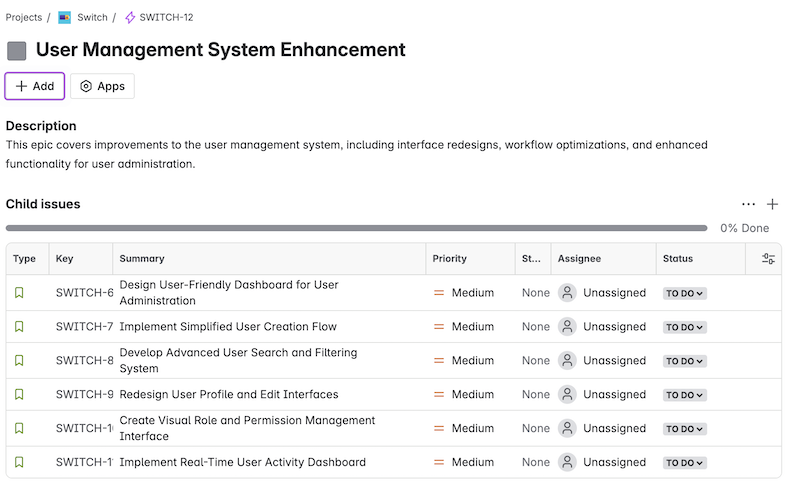 Projects / Switch / SWITCH-12
User Management System Enhancement
+ Add Apps
Description
This epic covers improvements to the user management system, including interface redesigns, workflow optimizations, and enhanced
functionality for user administration.
Child issues
0% Done
Type Key Summary Priority St... Assignee Status
SWITCH-6 Design User-Friendly Dashboard for User
Administration Medium None Unassigned TO DO
SWITCH-7 Implement Simplified User Creation Flow Medium None Unassigned TO DO
SWITCH-8 Develop Advanced User Search and Filtering
System Medium None Unassigned TO DO
SWITCH-9 Redesign User Profile and Edit Interfaces Medium None Unassigned TO DO
SWITCH-1 Create Visual Role and Permission Management
Interface Medium None Unassigned TO DO
SWITCH-1 Implement Real-Time User Activity Dashboard Medium None Unassigned TO DO